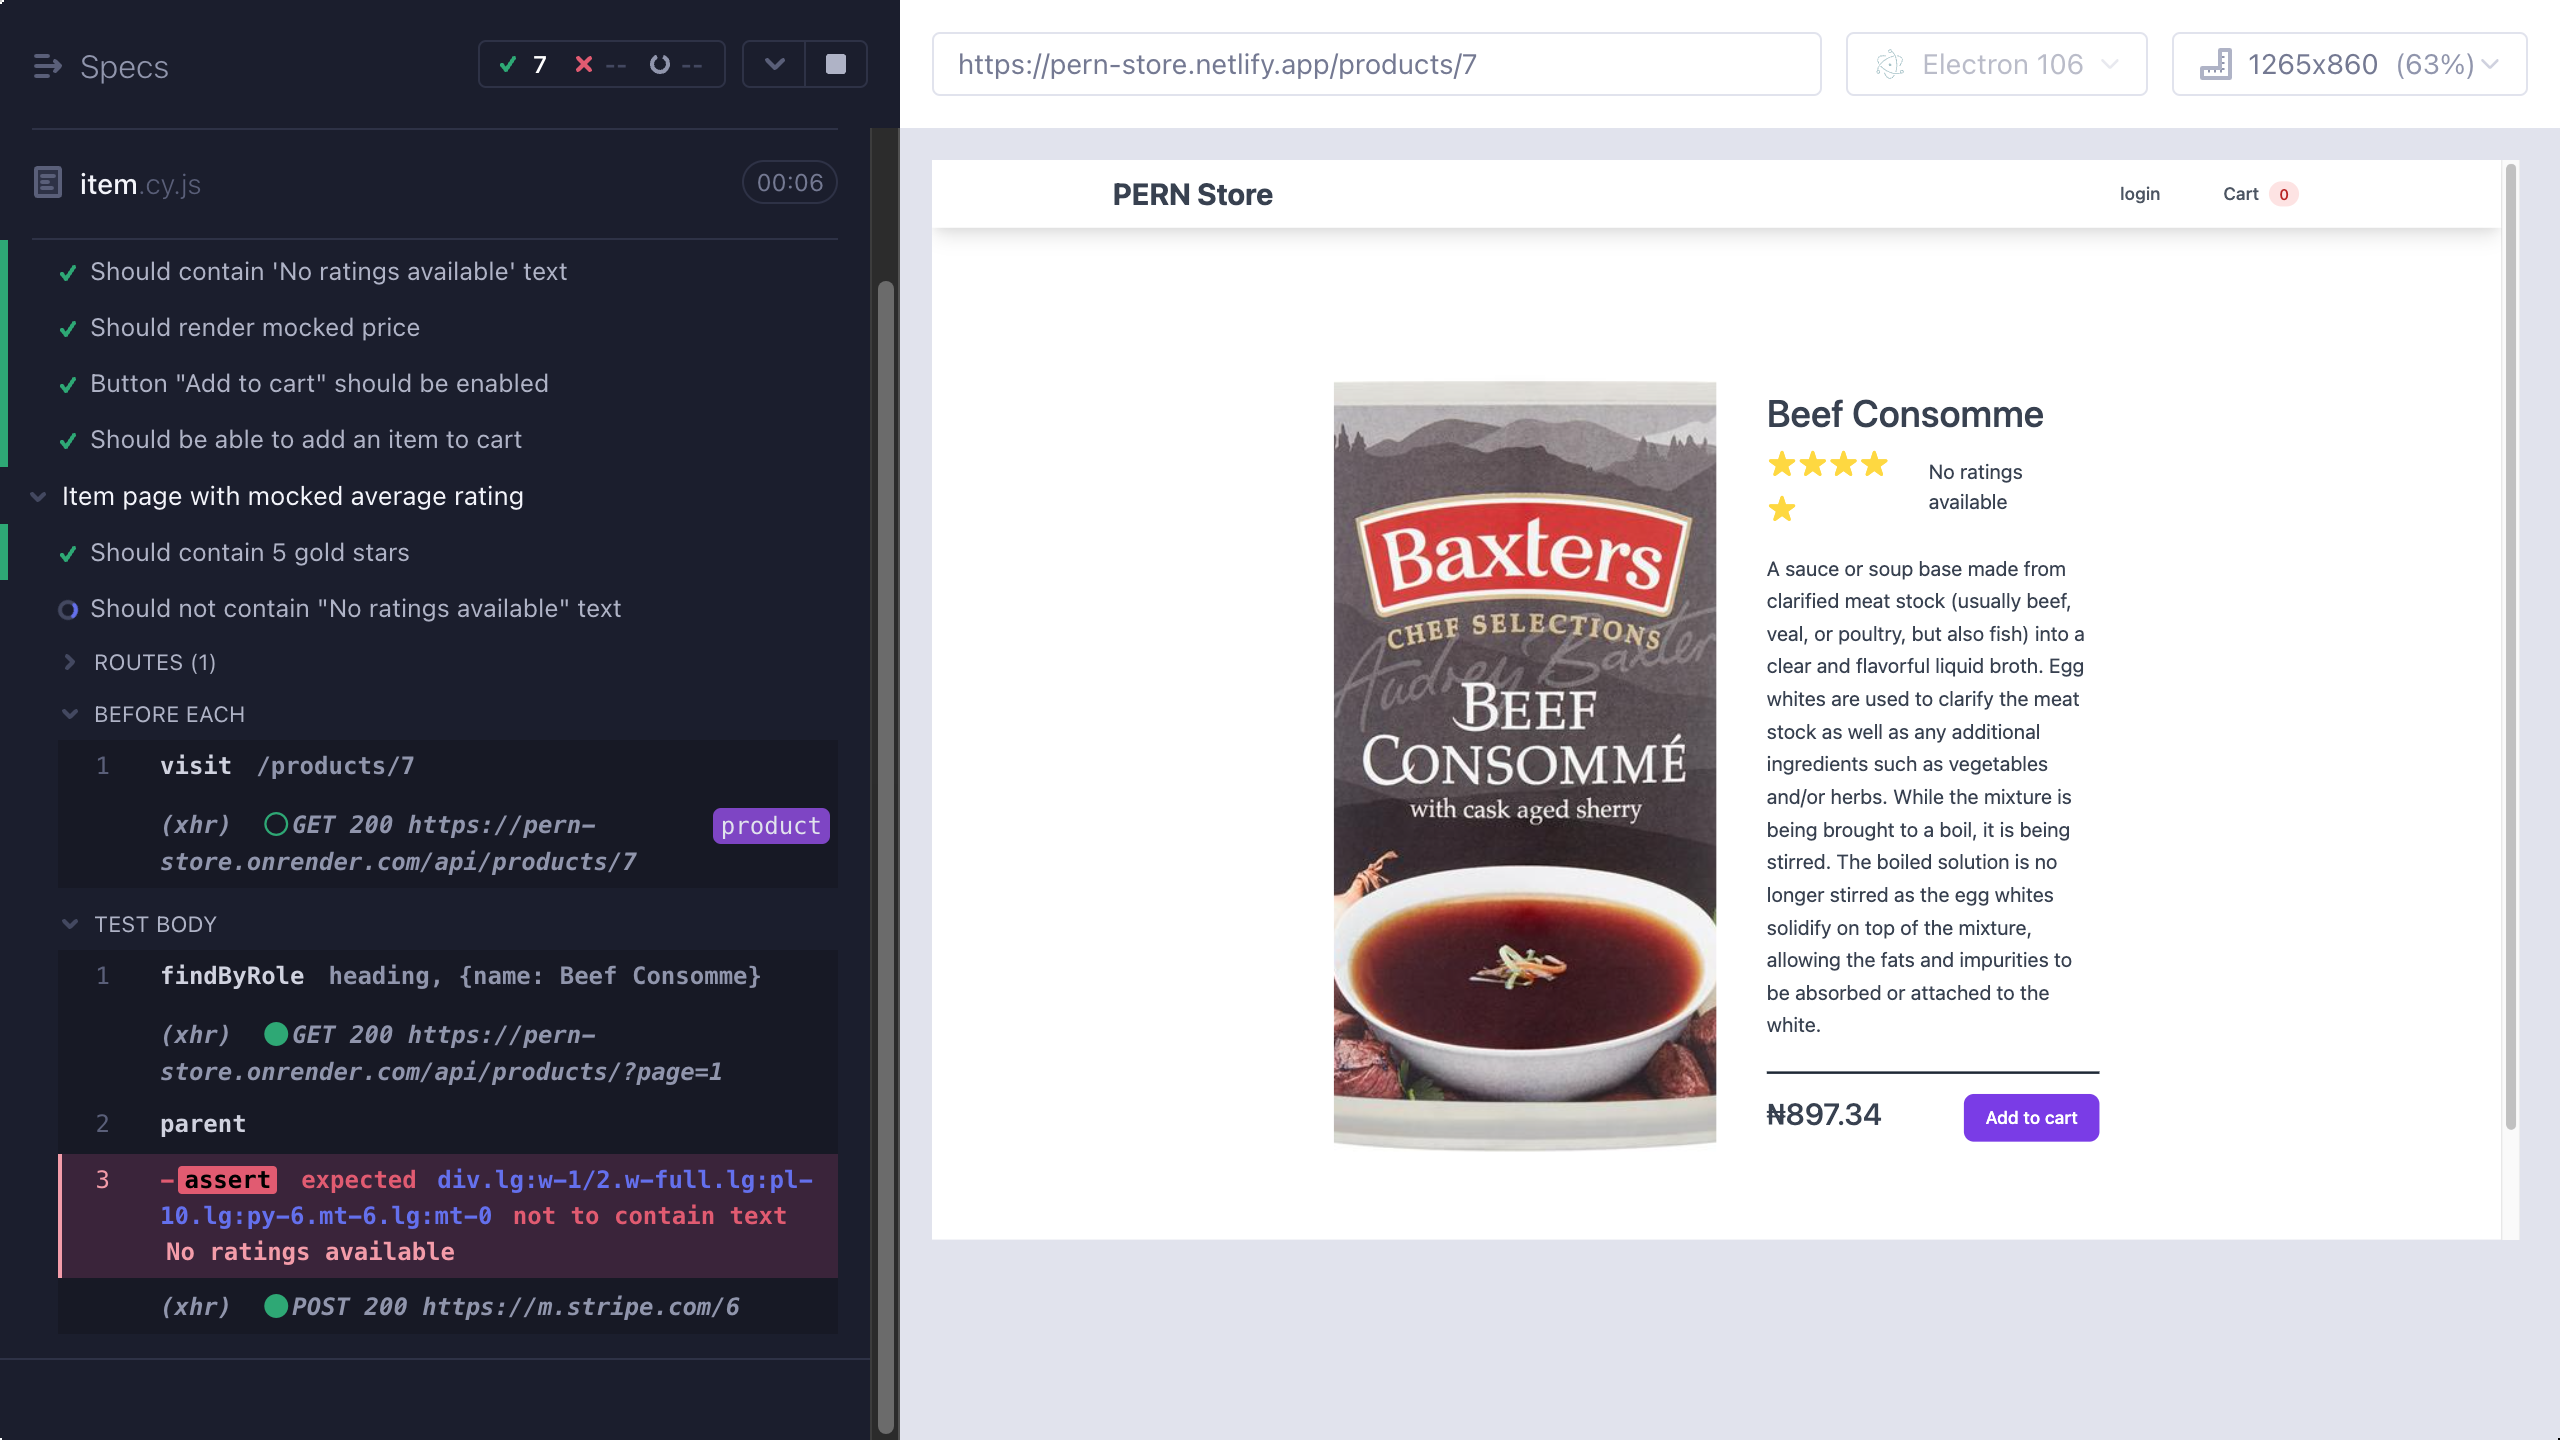 Specs
7 -- --
item.cy.js
00:06
Should contain 'No ratings available' text
Should render mocked price
Button "Add to cart" should be enabled
Should be able to add an item to cart
Item page with mocked average rating
Should contain 5 gold stars
Should not contain "No ratings available" text
ROUTES (1)
BEFORE EACH
1 visit /products/7
(xhr) GET 200 https://pern-
store.onrender.com/api/products/7
product
TEST BODY
1 findByRole heading, {name: Beef Consomme}
(xhr) GET 200 https://pern-
store.onrender.com/api/products/?page=1
2 parent
3 -assert expected div.lg:w-1/2.w-full.lg:pl-
10.lg:py-6.mt-6.lg:mt-0 not to contain text
No ratings available
(xhr) POST 200 https://m.stripe.com/6
https://pern-store.netlify.app/products/7
Electron 106
1265x860 (63%)
PERN Store
login
Cart 0
Baxters
CHEF SELECTIONS
Audrey Baxter
BEEF
CONSOMMÉ
with cask aged sherry
Beef Consomme
No ratings
available
A sauce or soup base made from
clarified meat stock (usually beef,
veal, or poultry, but also fish) into a
clear and flavorful liquid broth. Egg
whites are used to clarify the meat
stock as well as any additional
ingredients such as vegetables
and/or herbs. While the mixture is
being brought to a boil, it is being
stirred. The boiled solution is no
longer stirred as the egg whites
solidify on top of the mixture,
allowing the fats and impurities to
be absorbed or attached to the
white.
₦897.34
Add to cart